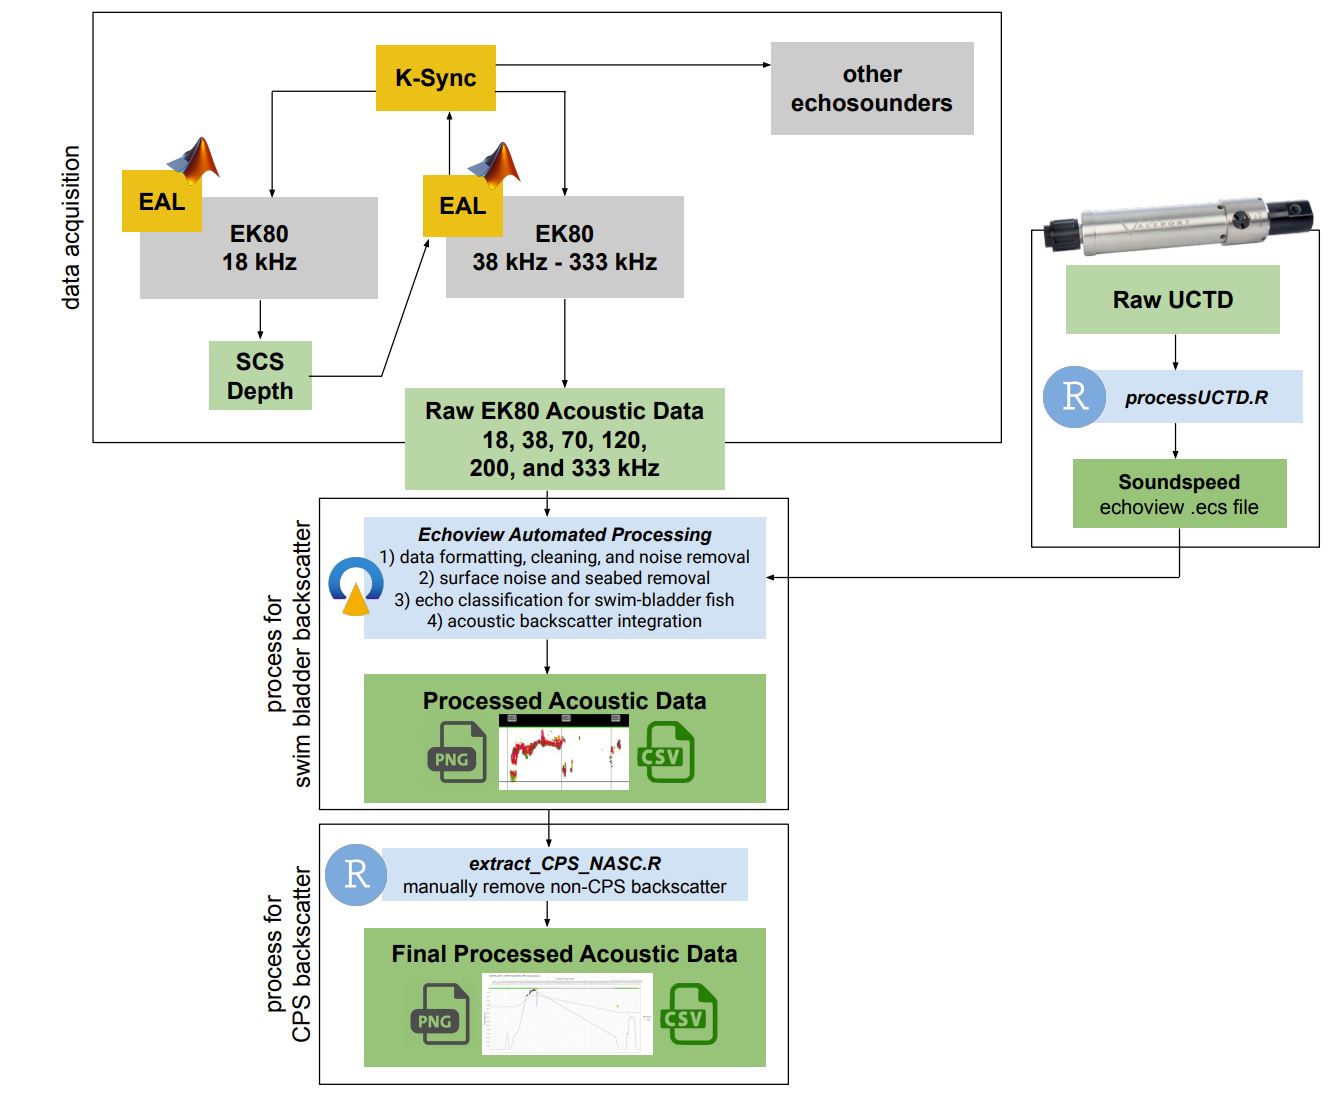 data acquisition
K-Sync
other
echosounders
EAL
EK80
18 kHz
EAL
EK80
38 kHz - 333 kHz
SCS
Depth
Raw EK80 Acoustic Data
18, 38, 70, 120,
200, and 333 kHz
VALEPORT
Raw UCTD
R
processUCTD.R
Soundspeed
echoview .ecs file
process for
swim bladder backscatter
Echoview Automated Processing
1) data formatting, cleaning, and noise removal
2) surface noise and seabed removal
3) echo classification for swim-bladder fish
4) acoustic backscatter integration
Processed Acoustic Data
PNG
CSV
process for
CPS backscatter
R
extract_CPS_NASC.R
manually remove non-CPS backscatter
Final Processed Acoustic Data
PNG
CSV